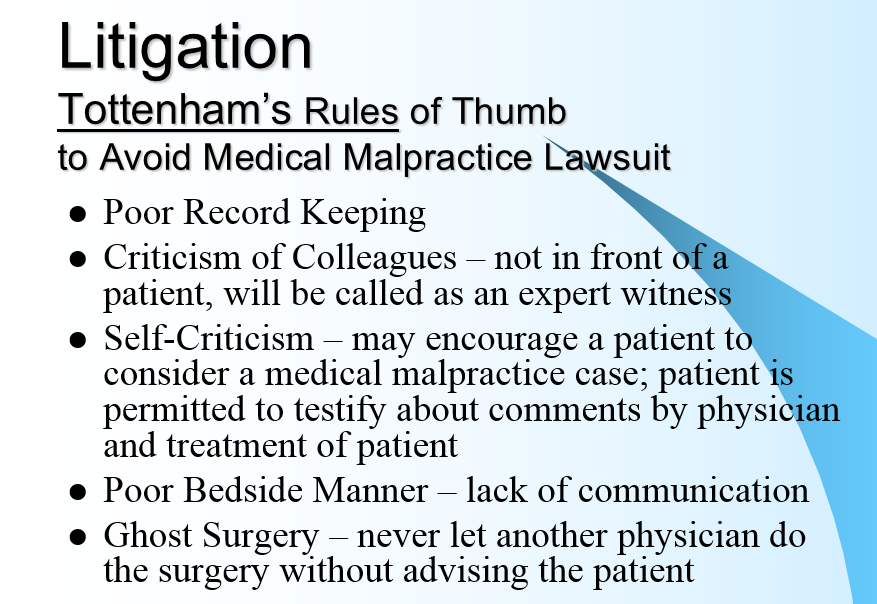 Litigation
Tottenham's Rules of Thumb
to Avoid Medical Malpractice Lawsuit
● Poor Record Keeping
● Criticism of Colleagues – not in front of a
patient, will be called as an expert witness
● Self-Criticism – may encourage a patient to
consider a medical malpractice case; patient is
permitted to testify about comments by physician
and treatment of patient
● Poor Bedside Manner – lack of communication
● Ghost Surgery – never let another physician do
the surgery without advising the patient